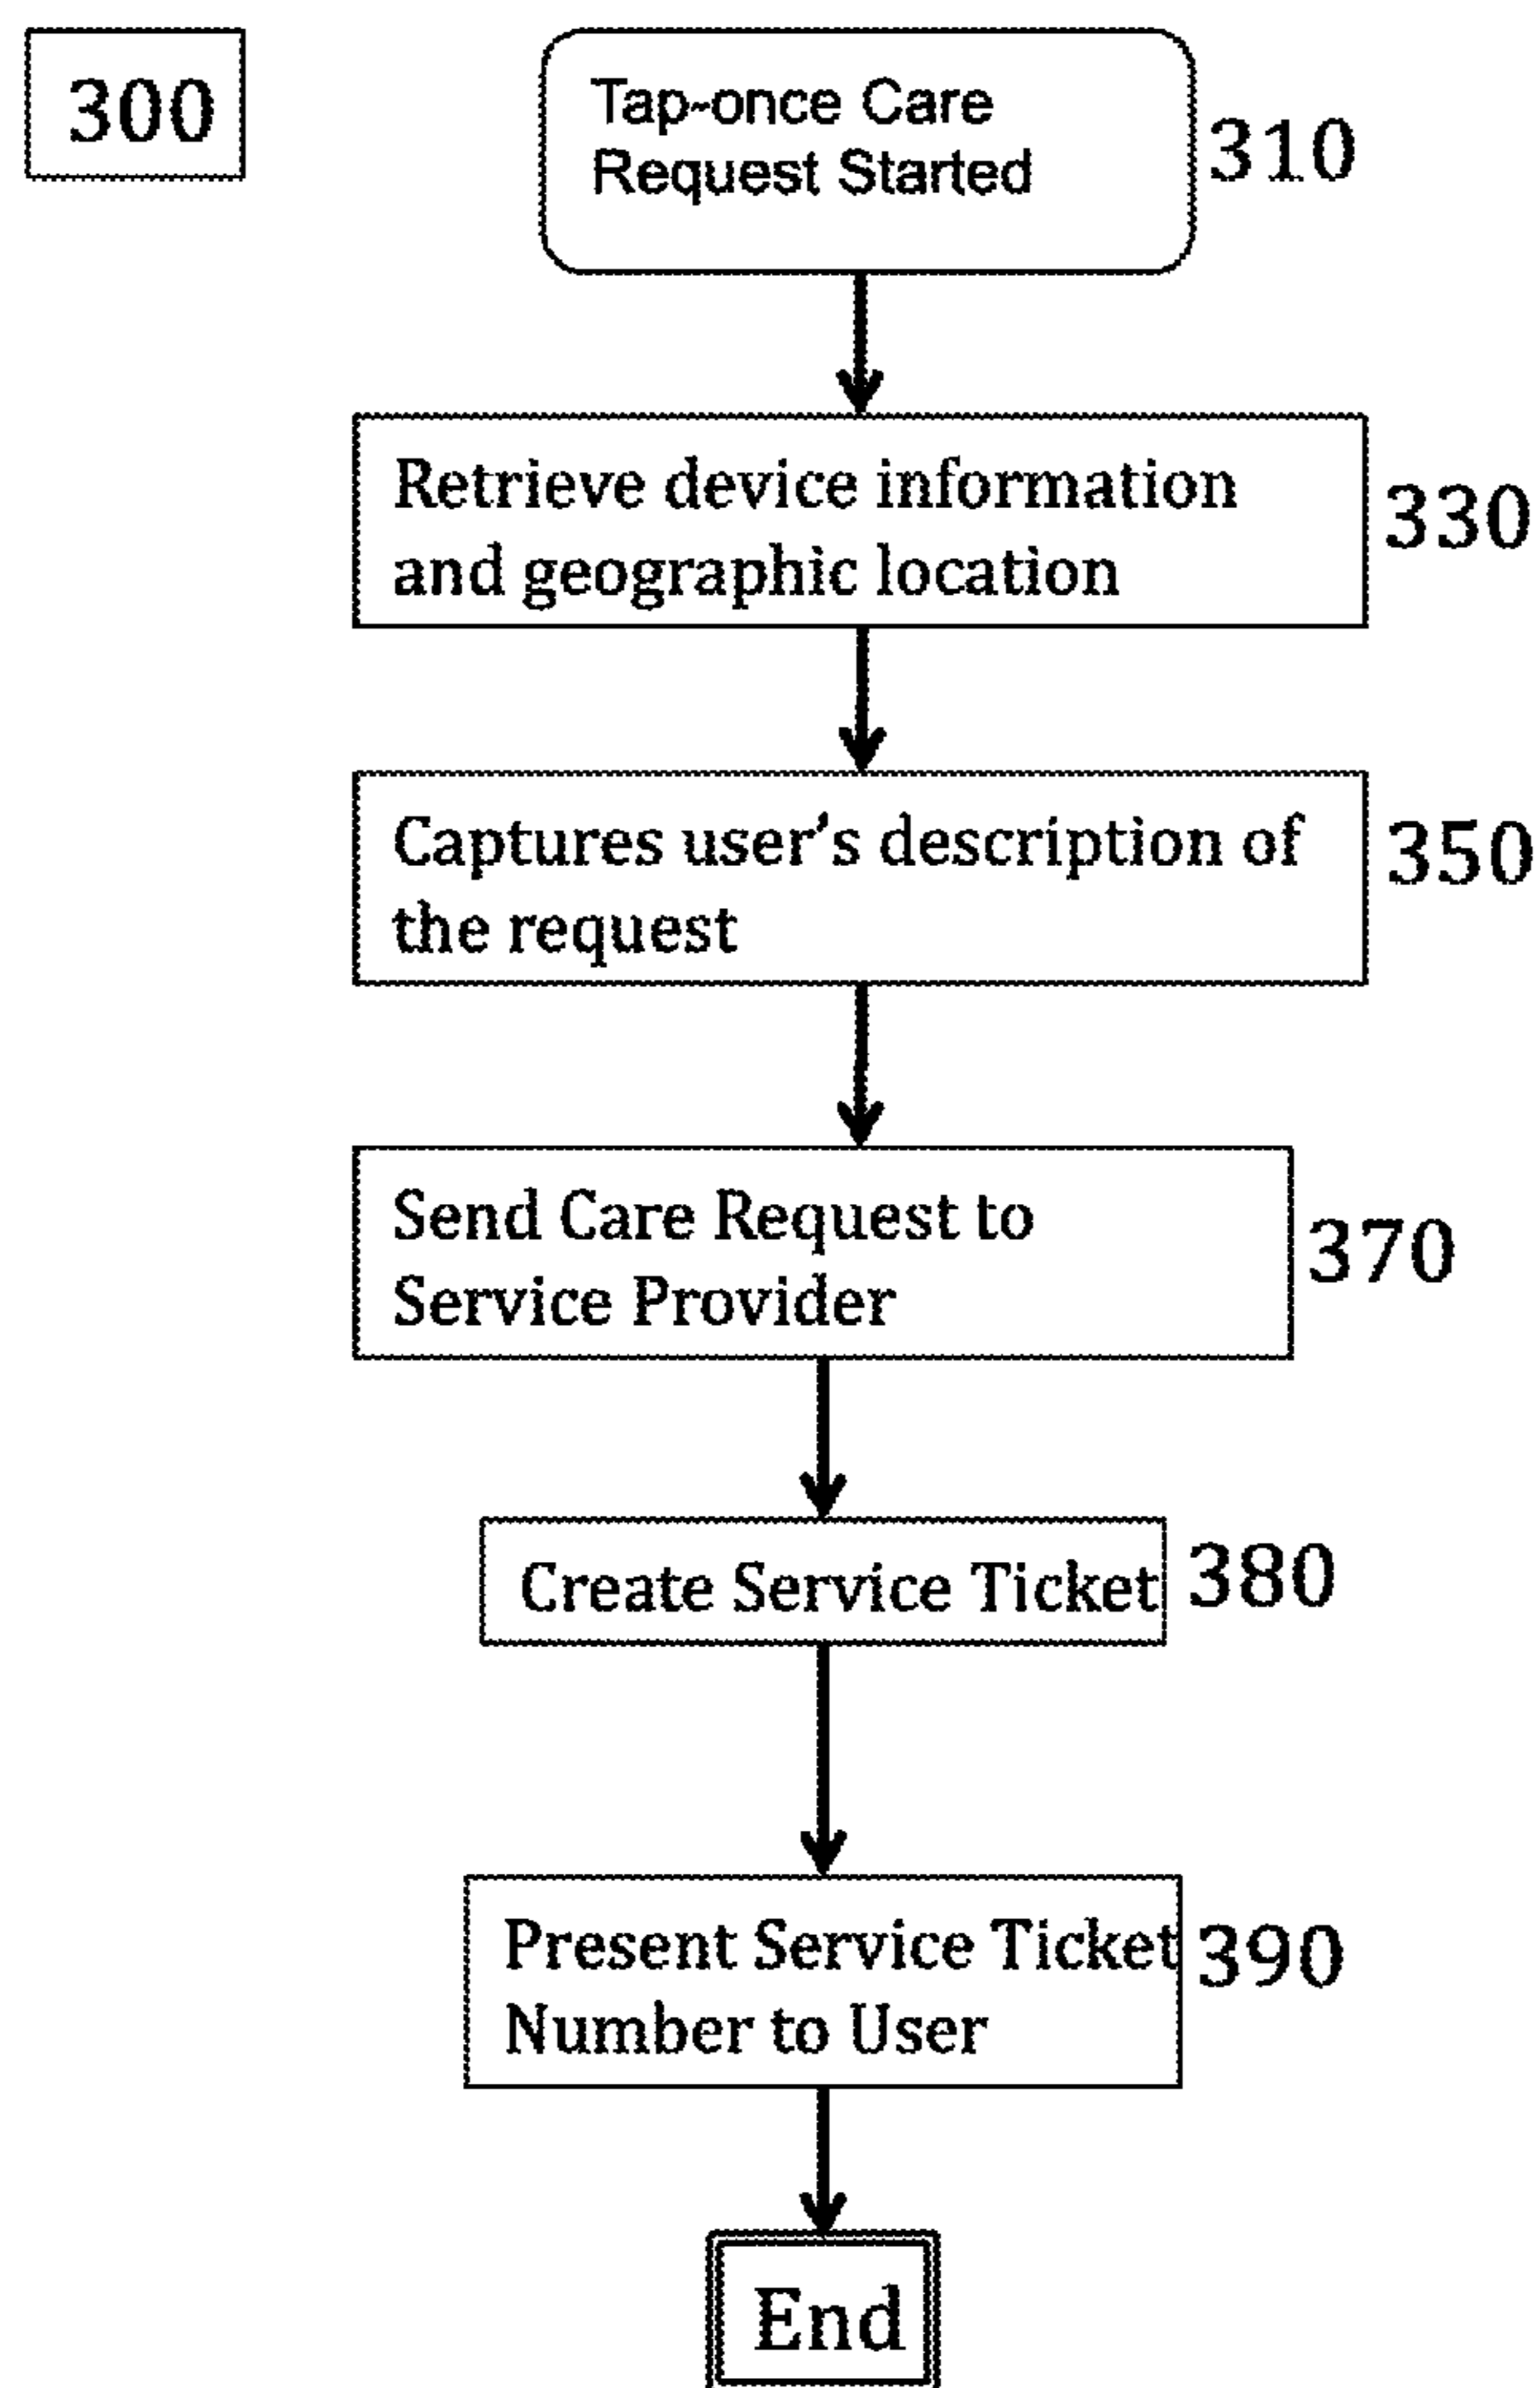 300
Tap-once Care
Request Started
310
Retrieve device information
and geographic location
330
Captures user's description of
the request
350
Send Care Request to
Service Provider
370
Create Service Ticket
380
Present Service Ticket
Number to User
390
End